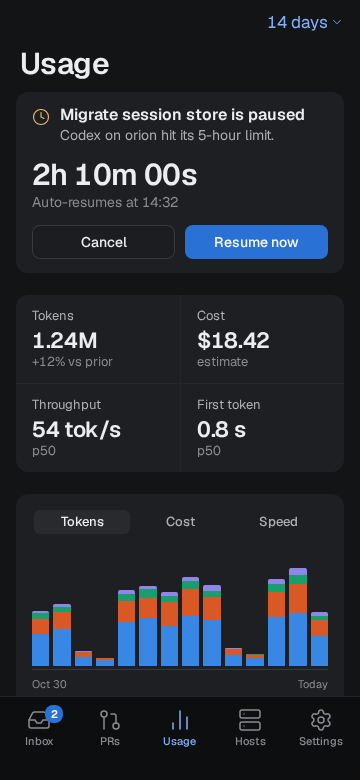 14 days
Usage
Migrate session store is paused
Codex on orion hit its 5-hour limit.
2h 10m 00s
Auto-resumes at 14:32
Cancel Resume now
Tokens Cost
1.24M $18.42
+12% vs prior estimate
Throughput First token
54 tok/s 0.8 s
p50 p50
Tokens Cost Speed
Oct 30 Today
2
Inbox PRs Usage Hosts Settings